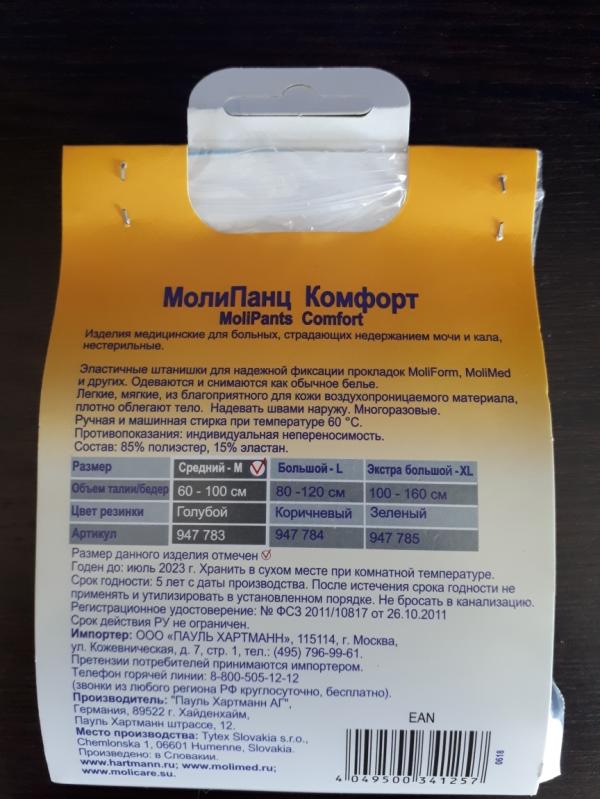 МолиПанц Комфорт
MoliPants Comfort
Изделия медицинские для больных, страдающих недержанием мочи и кала,
нестерильные.
Эластичные штанишки для надежной фиксации прокладок MoliForm, MoliMed
и других. Одеваются и снимаются как обычное белье.
Легкие, мягкие, из благоприятного для кожи воздухопроницаемого материала,
плотно облегают тело. Надевать швами наружу. Многоразовые.
Ручная и машинная стирка при температуре 60 °C.
Противопоказания: индивидуальная непереносимость.
Состав: 85% полиэстер, 15% эластан.
Размер Средний - M Большой - L Экстра большой - XL
Объем талии/бедер 60 - 100 см 80 -120 см 100 - 160 см
Цвет резинки Голубой Коричневый Зеленый
Артикул 947 783 947 784 947 785
Размер данного изделия отмечен
Годен до: июль 2023 г. Хранить в сухом месте при комнатной температуре.
Срок годности: 5 лет с даты производства. После истечения срока годности не
применять и утилизировать в установленном порядке. Не бросать в канализацию.
Регистрационное удостоверение: № ФСЗ 2011/10817 от 26.10.2011
Срок действия РУ не ограничен.
Импортер: ООО «ПАУЛЬ ХАРТМАНН», 115114, г. Москва,
ул. Кожевническая, д. 7, стр. 1, тел.: (495) 796-99-61.
Претензии потребителей принимаются импортером.
Телефон горячей линии: 8-800-505-12-12
(звонки из любого региона РФ круглосуточно, бесплатно).
Производитель: "Пауль Хартманн АГ",
Германия, 89522 г. Хайденхайм,
Пауль Хартманн штрассе, 12.
Место производства: Tytex Slovakia s.r.o.,
Chemlonska 1, 06601 Humenne, Slovakia.
Произведено: в Словакии.
www.hartmann.ru; www.molimed.ru;
www.molicare.su.
EAN
4 049500 341257
0618